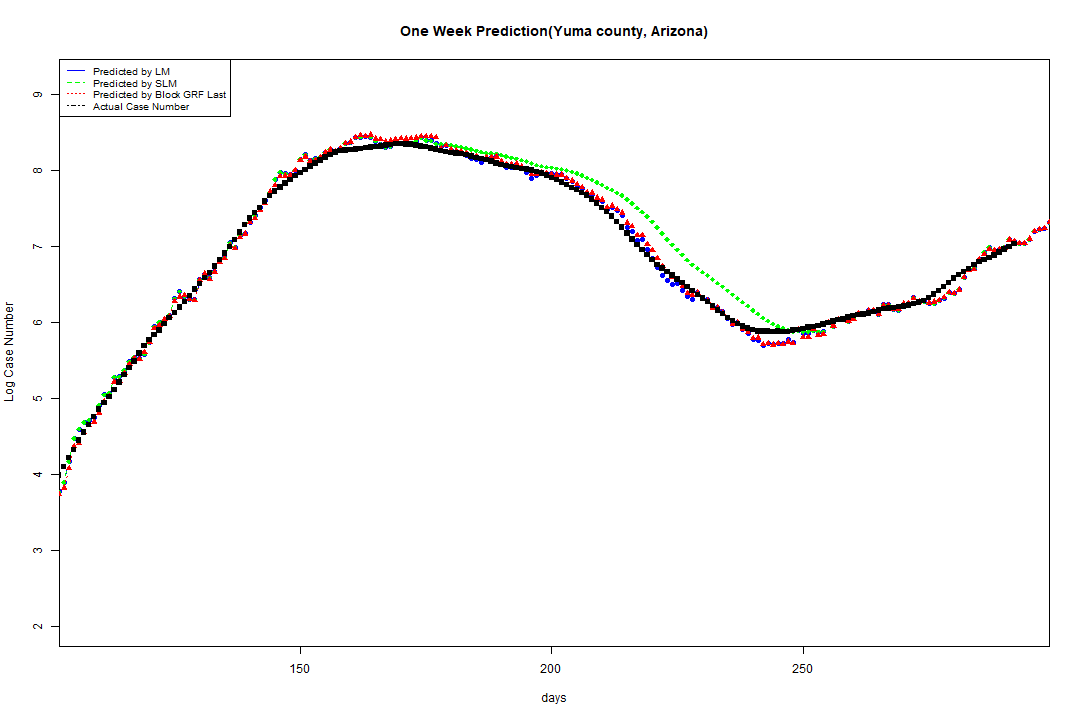 One Week Prediction(Yuma county, Arizona)
Predicted by LM
Predicted by SLM
Predicted by Block GRF Last
Actual Case Number
9
8
7
6
5
4
3
2
Log Case Number
150 200 250
days